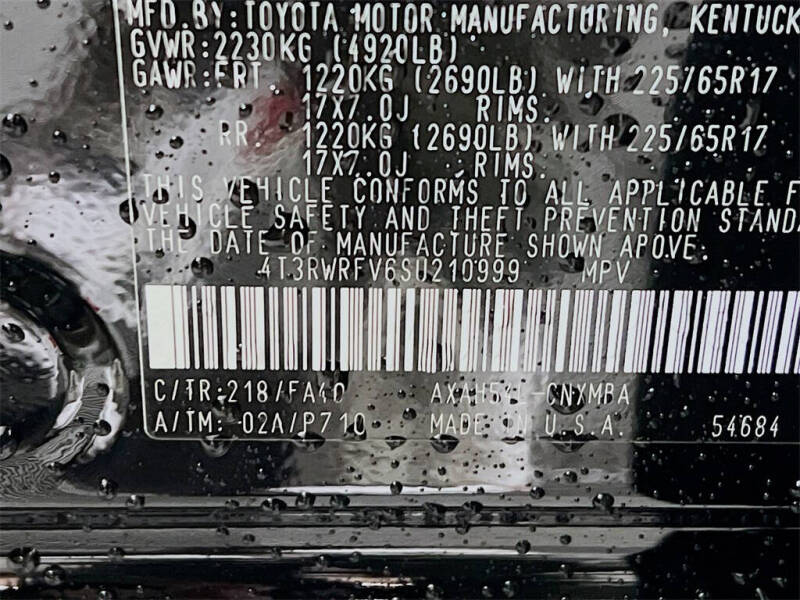 MFD.BY:TOYOTA MOTOR MANUFACTURING, KENTUCK
GVWR:2230KG (4920LB)
GAWR:FRT 1220KG (2690LB) WITH 225/65R17
17X7.0J RIMS.
RR 1220KG (2690LB) WITH 225/65R17
17X7.0J RIMS.
THIS VEHICLE CONFORMS TO ALL APPLICABLE F
VEHICLE SAFETY AND THEFT PREVENTION STANDA
THE DATE OF MANUFACTURE SHOWN ABOVE.
4T3RWRFV6SU210999 MPV
C/TR:218/FA40
A/TM: 02A/P710 MADE IN U.S.A. 54684